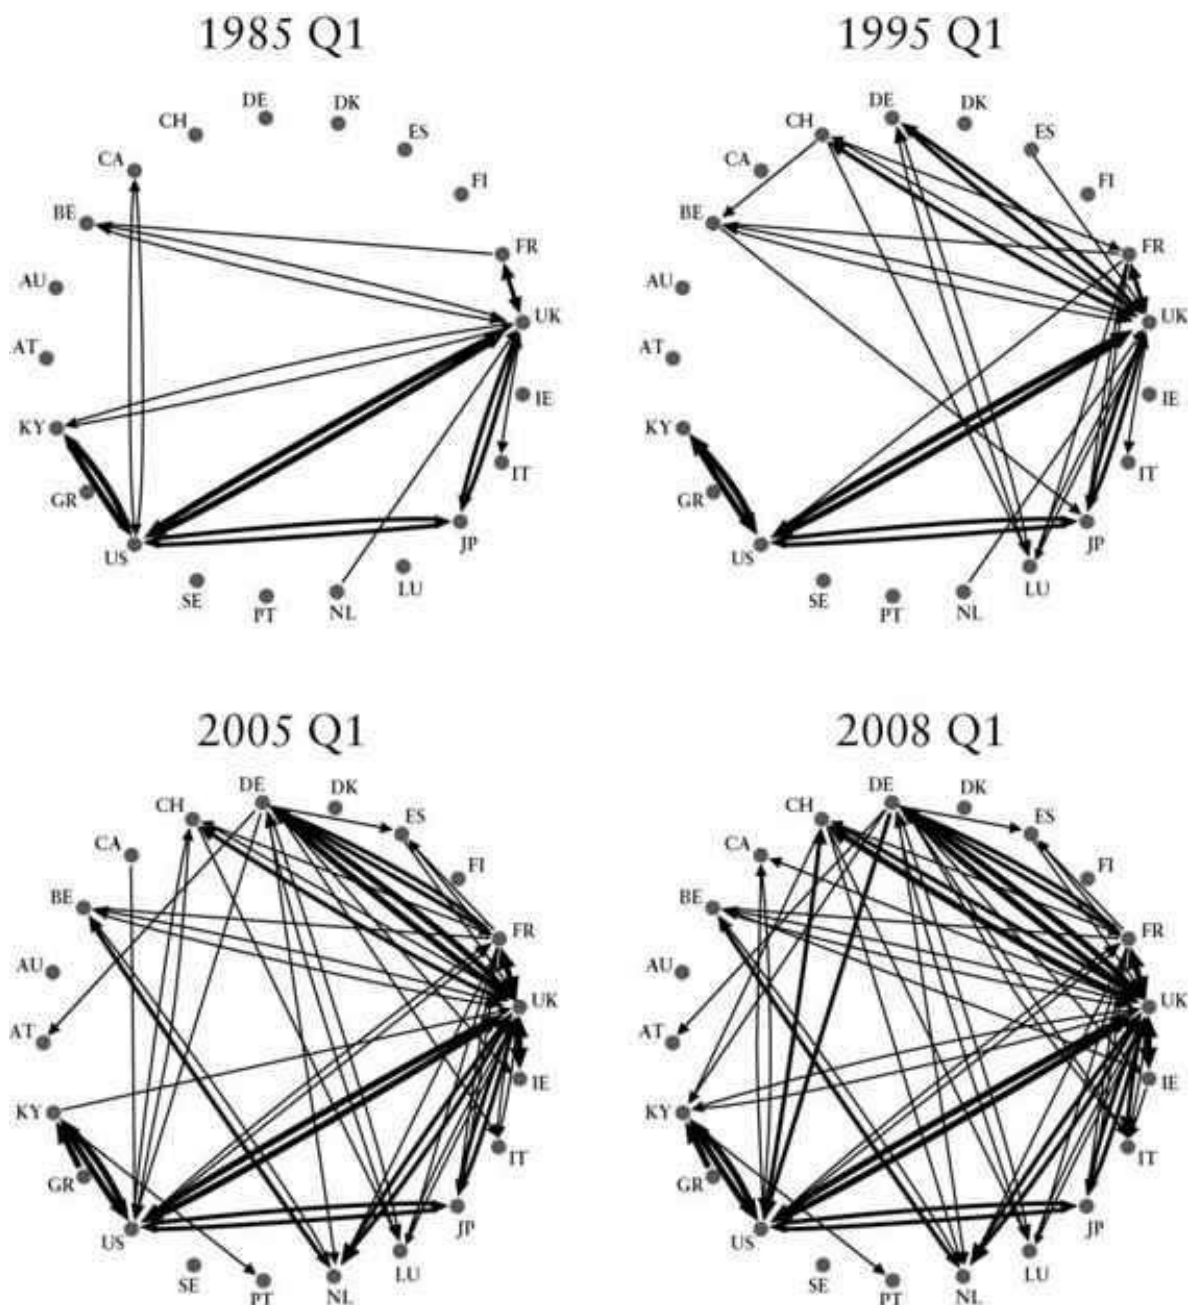 1985 Q1
1995 Q1
DE
DK
CH
ES
CA
FI
BE
FR
AU
UK
AT
IE
KY
IT
GR
JP
US
LU
SE
PT
NL
DE
DK
CH
ES
CA
FI
BE
FR
AU
UK
AT
IE
KY
IT
GR
JP
US
LU
SE
PT
NL
2005 Q1
2008 Q1
DE
DK
CH
ES
CA
FI
BE
FR
AU
UK
AT
IE
KY
IT
GR
JP
US
LU
SE
PT
NL
DE
DK
CH
ES
CA
FI
BE
FR
AU
UK
AT
IE
KY
IT
GR
JP
US
LU
SE
PT
NL